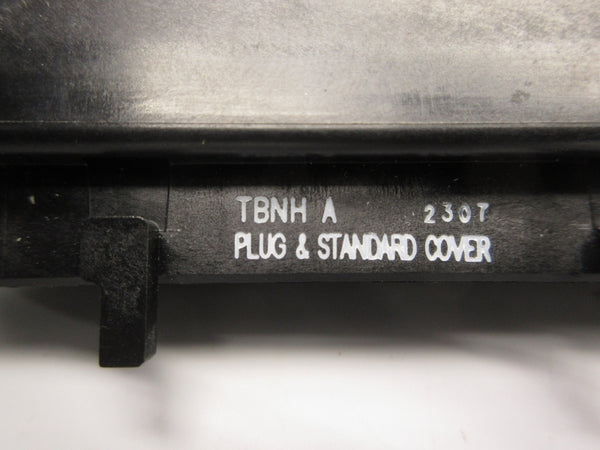 TBNH A 2307
PLUG & STANDARD COVER